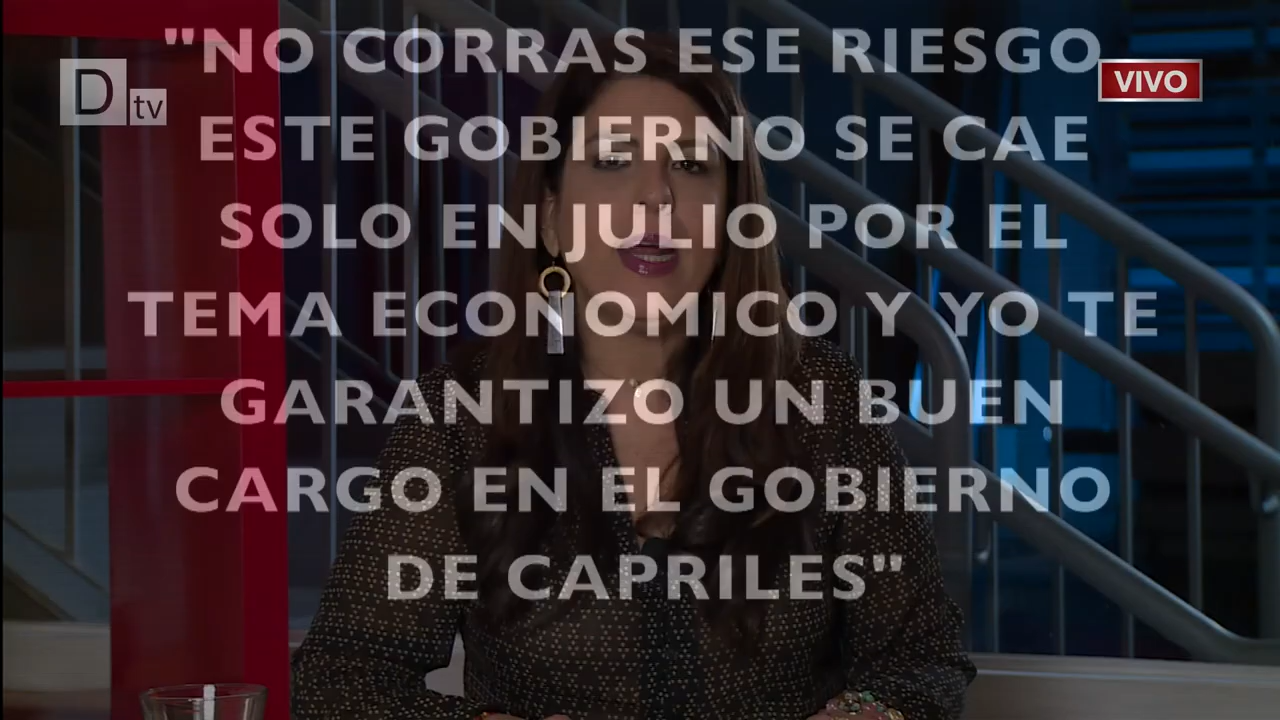 "NO CORRAS ESE RIESGO
ESTE GOBIERNO SE CAE
SOLO EN JULIO POR EL
TEMA ECONOMICO Y YO TE
GARANTIZO UN BUEN
CARGO EN EL GOBIERNO
DE CAPRILES"
D tv
VIVO